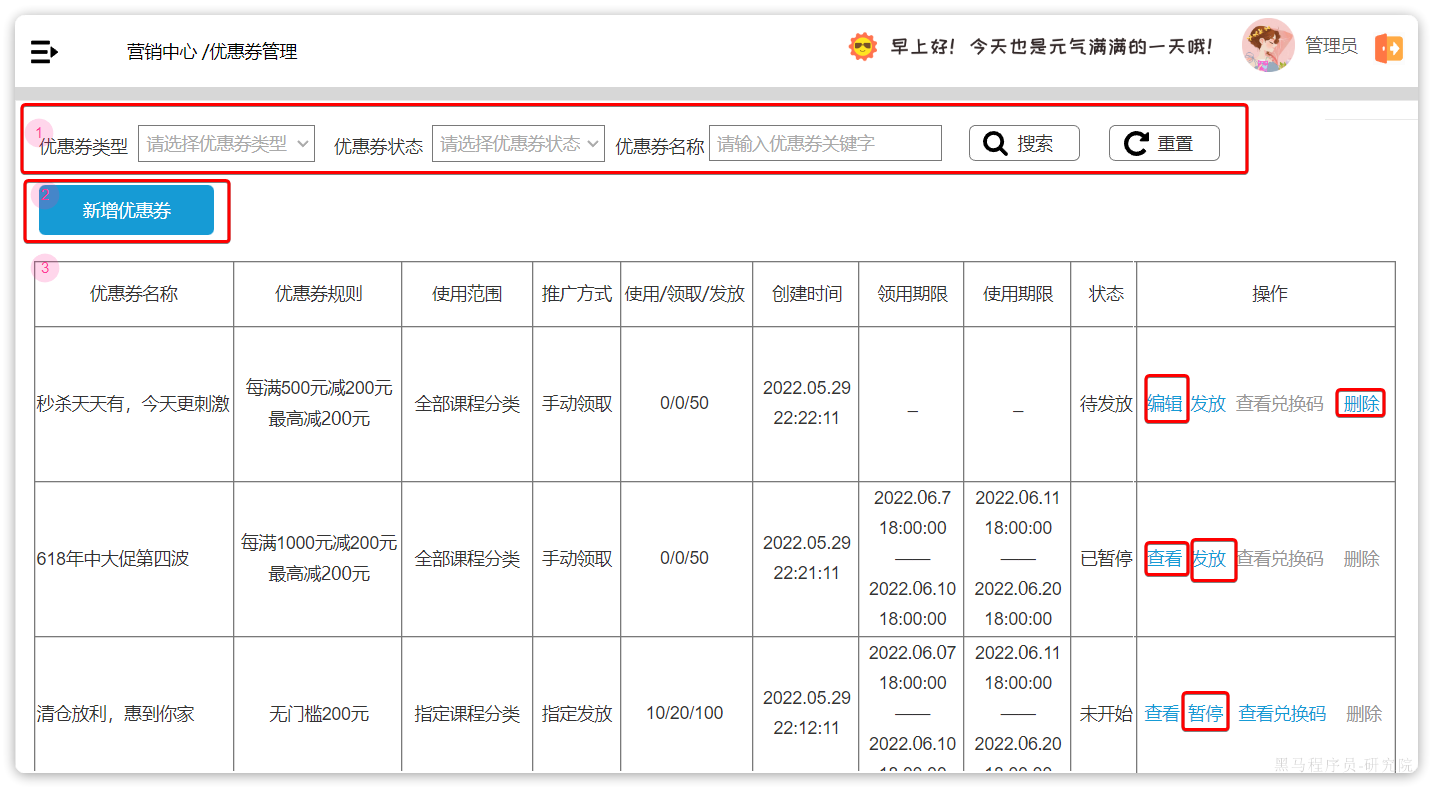 营销中心 /优惠券管理
早上好！今天也是元气满满的一天哦！
管理员
1
优惠券类型 请选择优惠券类型 优惠券状态 请选择优惠券状态 优惠券名称 请输入优惠券关键字 搜索 重置
2
新增优惠券
3
优惠券名称 优惠券规则 使用范围 推广方式 使用/领取/发放 创建时间 领用期限 使用期限 状态 操作
秒杀天天有，今天更刺激
每满500元减200元
最高减200元
全部课程分类
手动领取
0/0/50
2022.05.29
22:22:11
–
–
待发放
编辑 发放 查看兑换码 删除
618年中大促第四波
每满1000元减200元
最高减200元
全部课程分类
手动领取
0/0/50
2022.05.29
22:21:11
2022.06.7
18:00:00
——
2022.06.10
18:00:00
2022.06.11
18:00:00
——
2022.06.20
18:00:00
已暂停
查看 发放 查看兑换码 删除
清仓放利，惠到你家
无门槛200元
指定课程分类
指定发放
10/20/100
2022.05.29
22:12:11
2022.06.07
18:00:00
——
2022.06.10
2022.06.11
18:00:00
——
2022.06.20
未开始
查看 暂停 查看兑换码 删除
黑马程序员-研究院